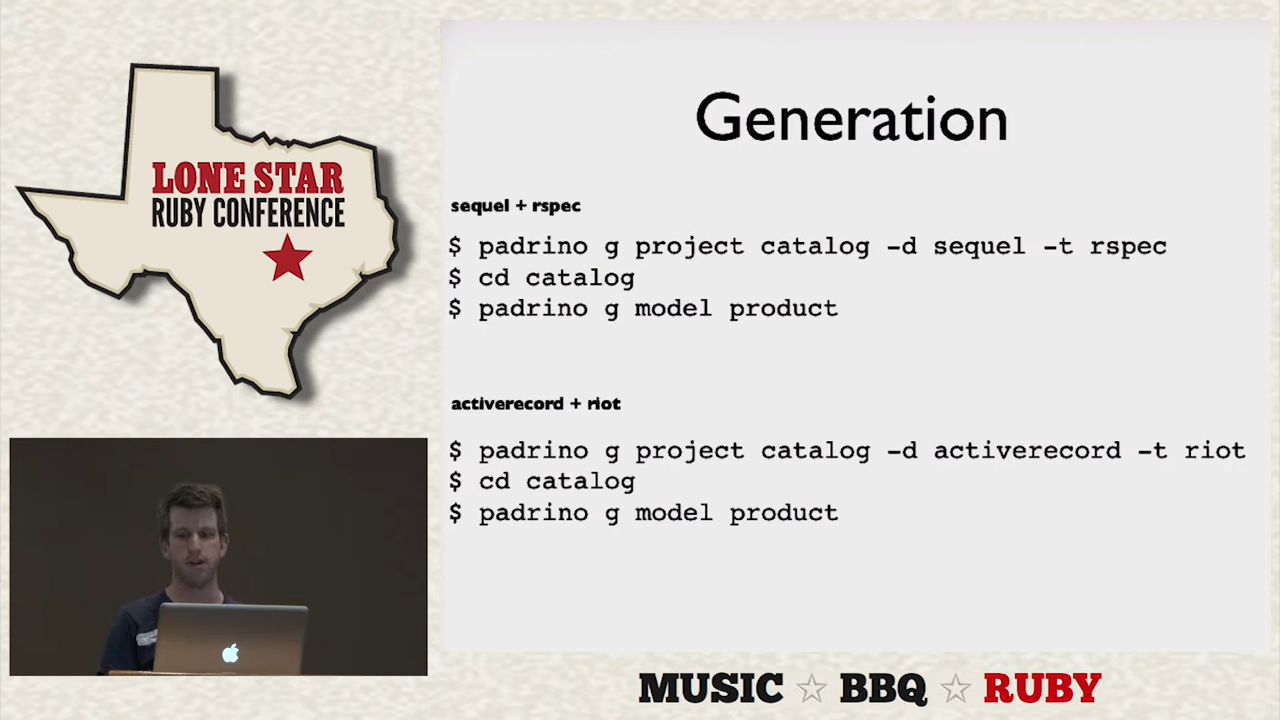 LONE STAR
RUBY CONFERENCE
Generation
sequel + rspec
$ padrino g project catalog -d sequel -t rspec
$ cd catalog
$ padrino g model product
activerecord + riot
$ padrino g project catalog -d activerecord -t riot
$ cd catalog
$ padrino g model product
MUSIC ☆ BBQ ☆ RUBY